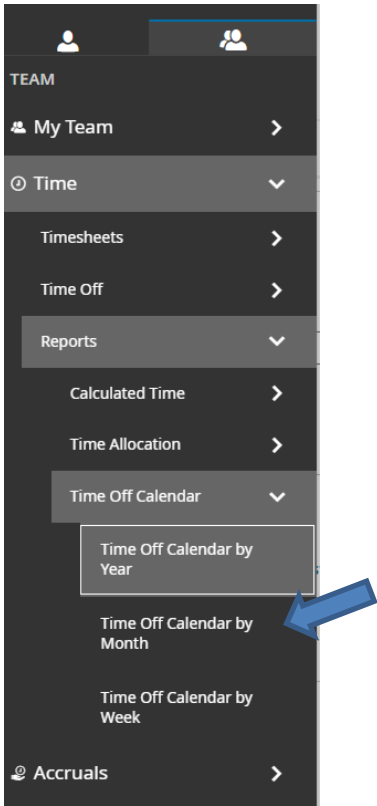 TEAM
My Team
Time
Timesheets
Time Off
Reports
Calculated Time
Time Allocation
Time Off Calendar
Time Off Calendar by
Year
Time Off Calendar by
Month
Time Off Calendar by
Week
Accruals